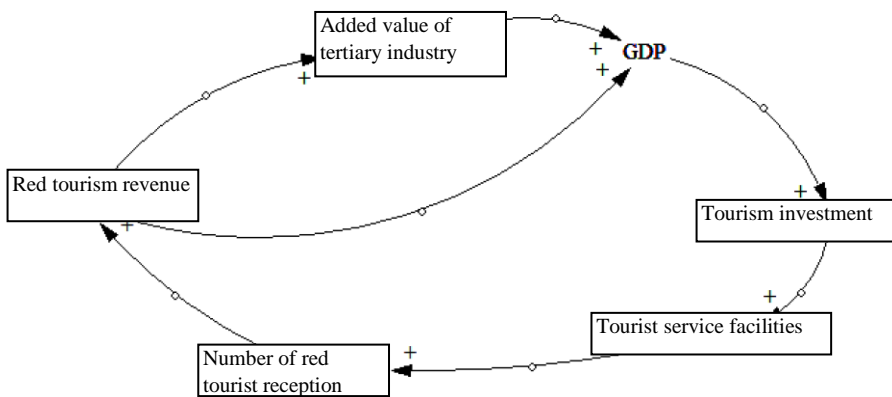 Added value of
tertiary industry
+
GDP
+
+
Red tourism revenue
+
+
Tourism investment
+
Tourist service facilities
+
Number of red
tourist reception